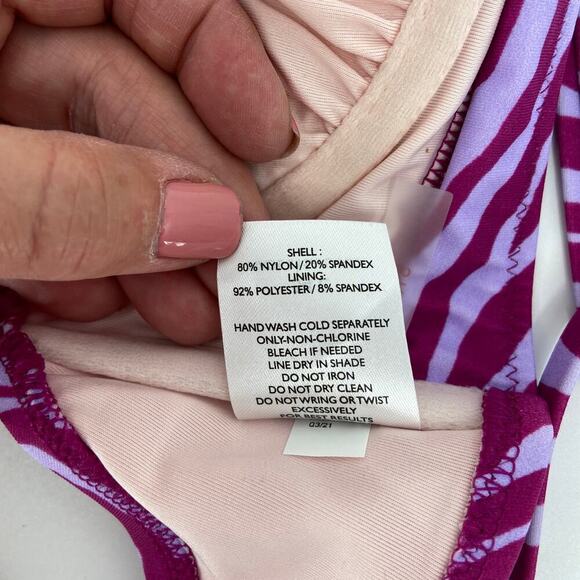 SHELL :
80% NYLON / 20% SPANDEX
LINING:
92% POLYESTER / 8% SPANDEX
HAND WASH COLD SEPARATELY
ONLY-NON-CHLORINE
BLEACH IF NEEDED
LINE DRY IN SHADE
DO NOT IRON
DO NOT DRY CLEAN
DO NOT WRING OR TWIST
EXCESSIVELY
FOR BEST RESULTS
G3/21